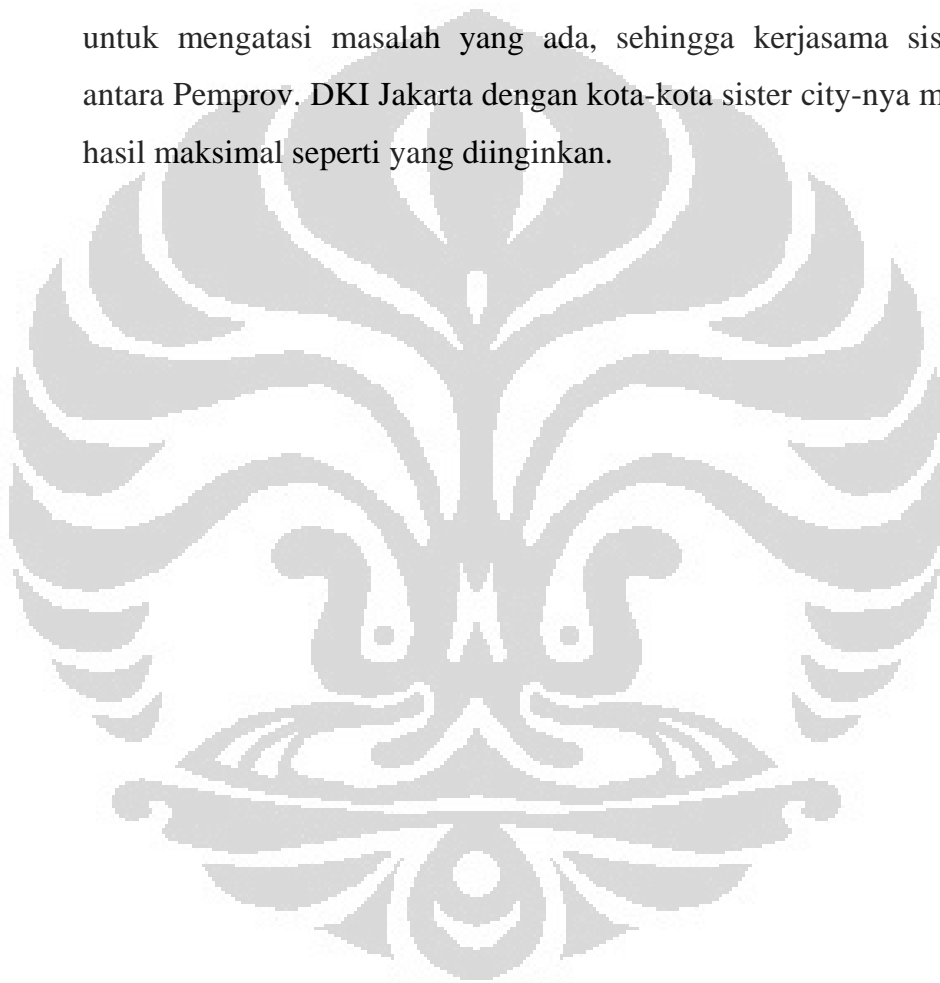 untuk mengatasi masalah yang ada, sehingga kerjasama sis
antara Pemprov. DKI Jakarta dengan kota-kota sister city-nya m
hasil maksimal seperti yang diinginkan.